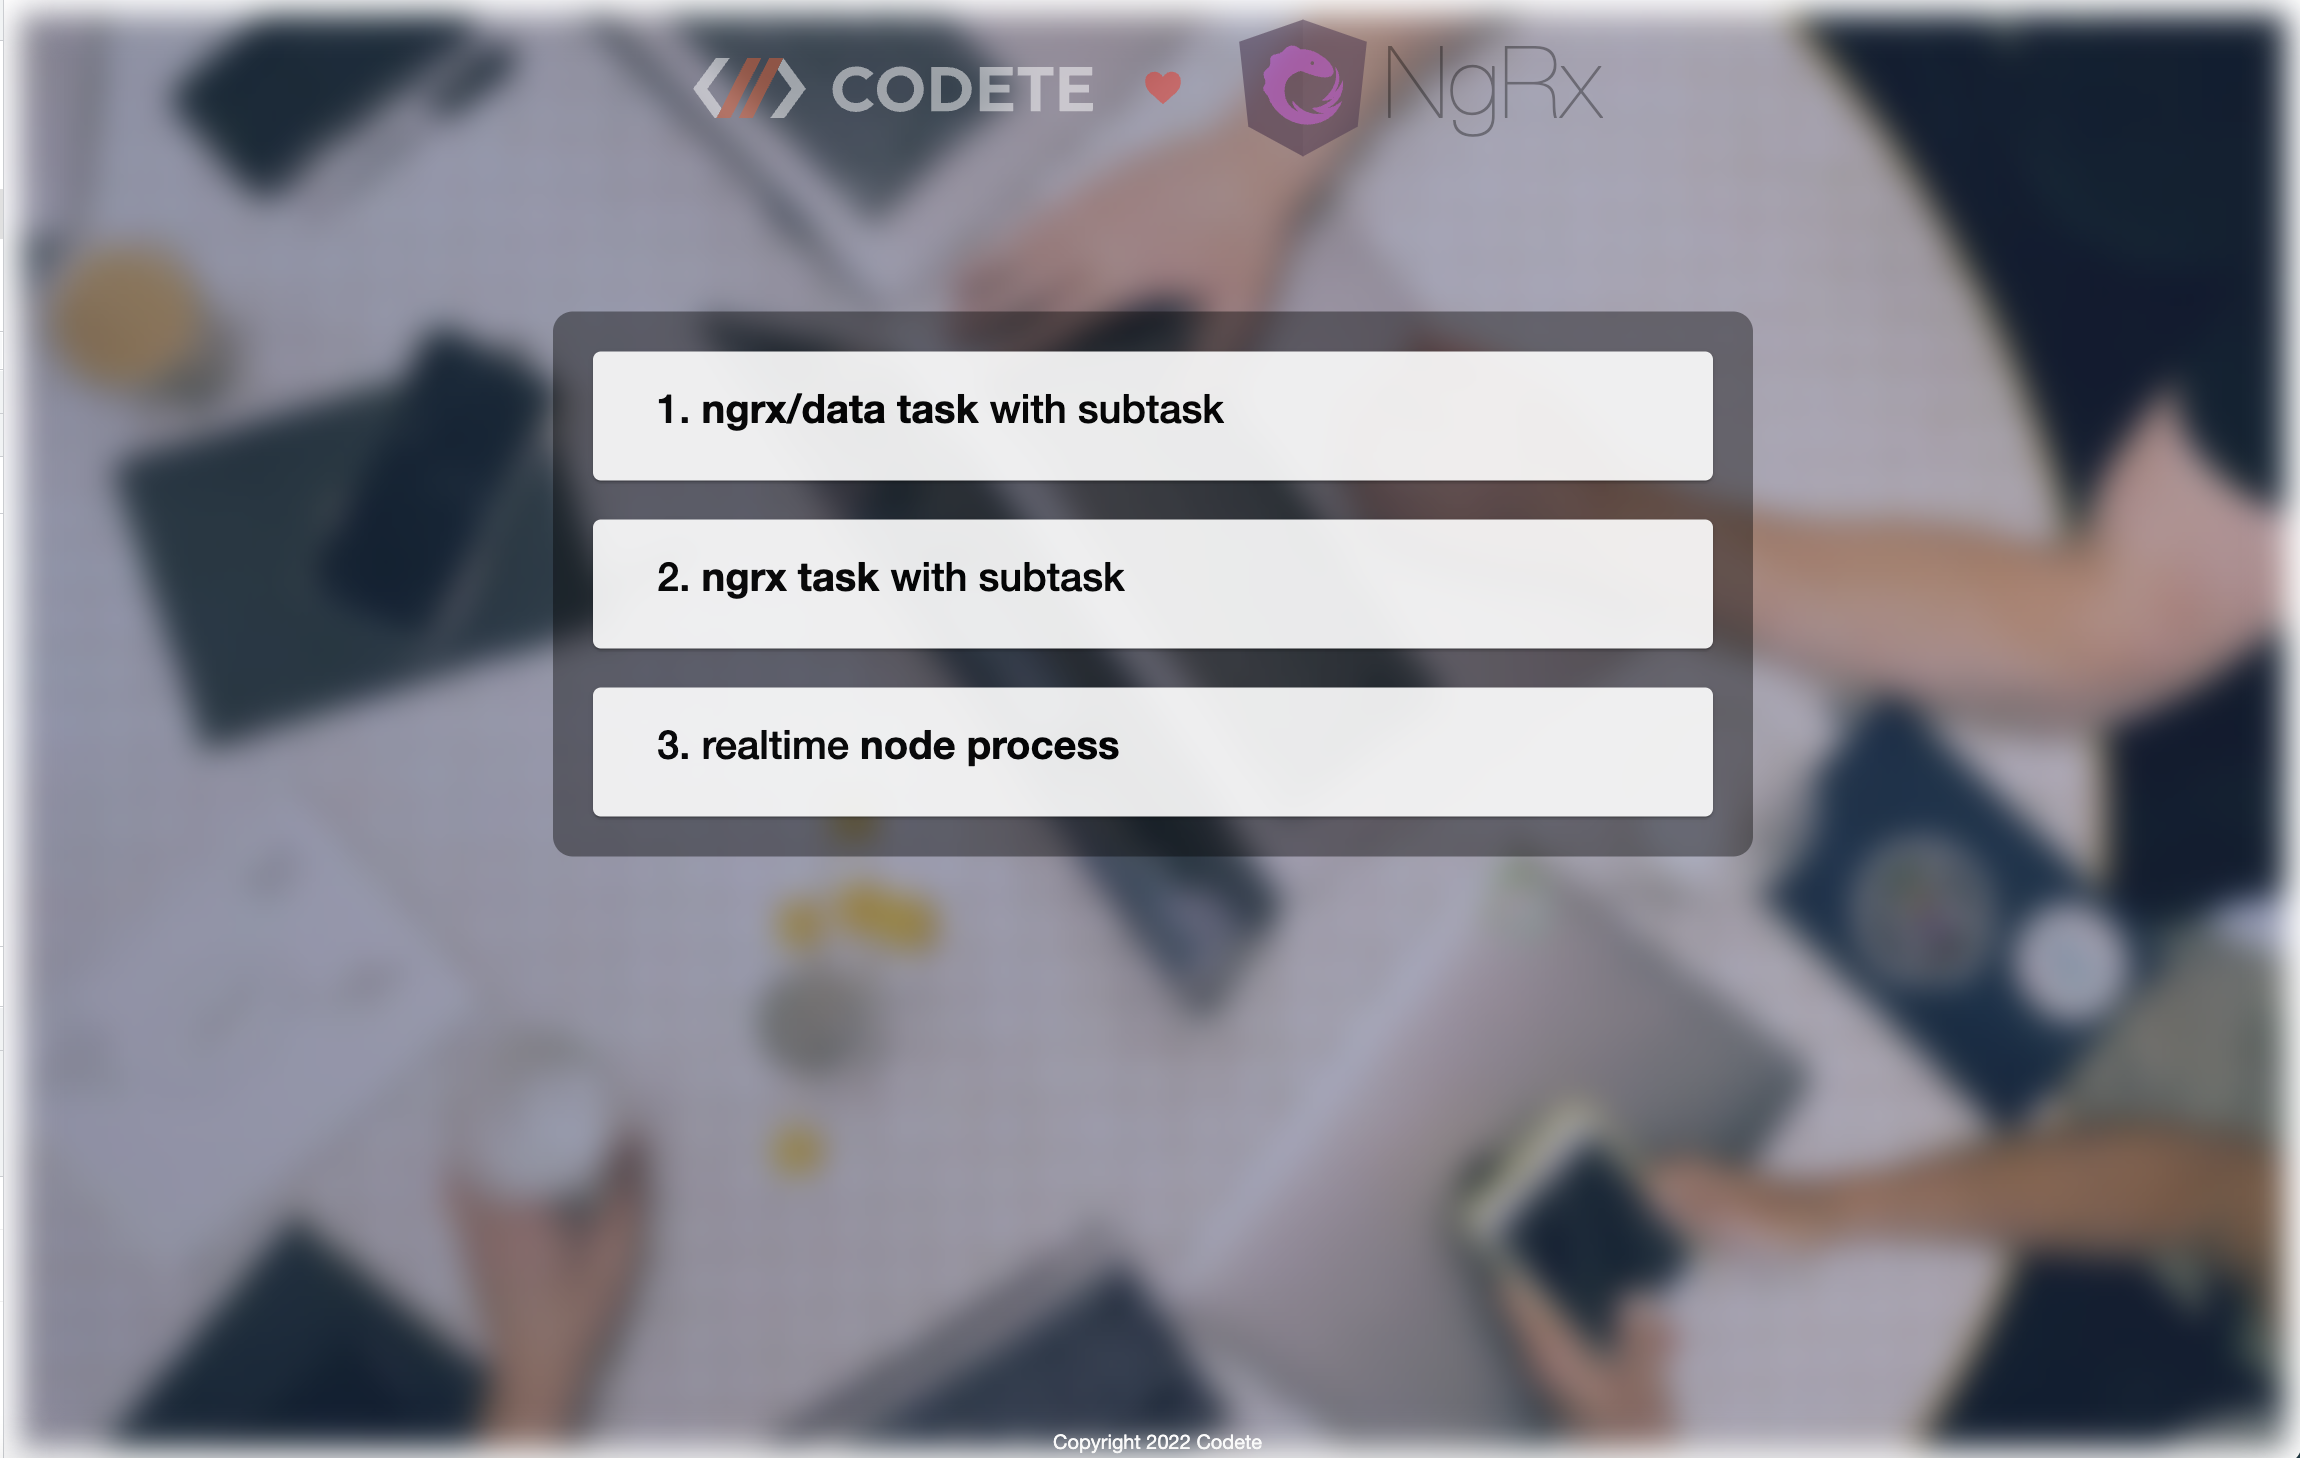 CODETE NgRx
1. ngrx/data task with subtask
2. ngrx task with subtask
3. realtime node process
Copyright 2022 Codete